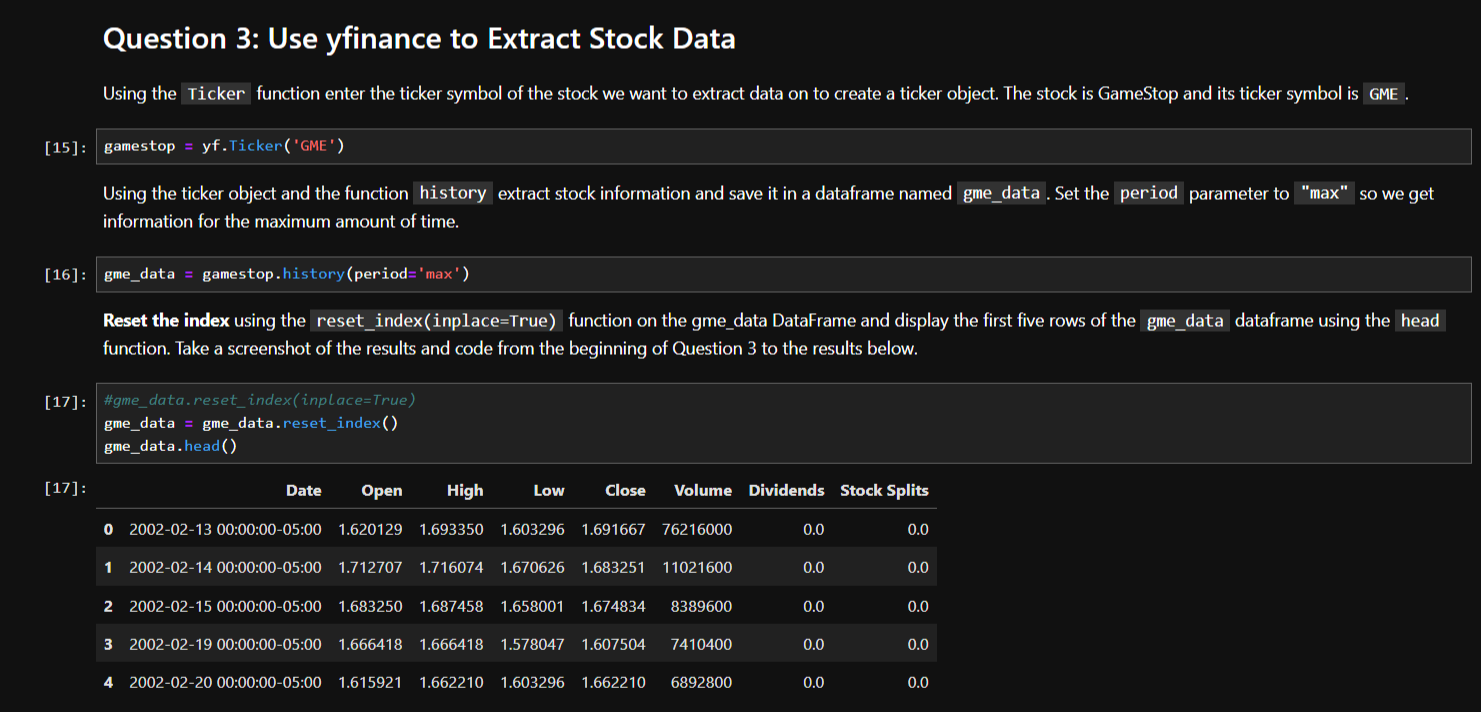 Question 3: Use yfinance to Extract Stock Data
Using the Ticker function enter the ticker symbol of the stock we want to extract data on to create a ticker object. The stock is GameStop and its ticker symbol is GME.
[15]: gamestop = yf.Ticker('GME')
Using the ticker object and the function history extract stock information and save it in a dataframe named gme_data. Set the period parameter to "max" so we get
information for the maximum amount of time.
[16]: gme_data = gamestop.history(period='max')
Reset the index using the reset_index(inplace=True) function on the gme_data DataFrame and display the first five rows of the gme_data dataframe using the head
function. Take a screenshot of the results and code from the beginning of Question 3 to the results below.
[17]: #gme_data.reset_index(inplace=True)
gme_data = gme_data.reset_index()
gme_data.head()
[17]: Date Open High Low Close Volume Dividends Stock Splits
0 2002-02-13 00:00:00-05:00 1.620129 1.693350 1.603296 1.691667 76216000 0.0 0.0
1 2002-02-14 00:00:00-05:00 1.712707 1.716074 1.670626 1.683251 11021600 0.0 0.0
2 2002-02-15 00:00:00-05:00 1.683250 1.687458 1.658001 1.674834 8389600 0.0 0.0
3 2002-02-19 00:00:00-05:00 1.666418 1.666418 1.578047 1.607504 7410400 0.0 0.0
4 2002-02-20 00:00:00-05:00 1.615921 1.662210 1.603296 1.662210 6892800 0.0 0.0